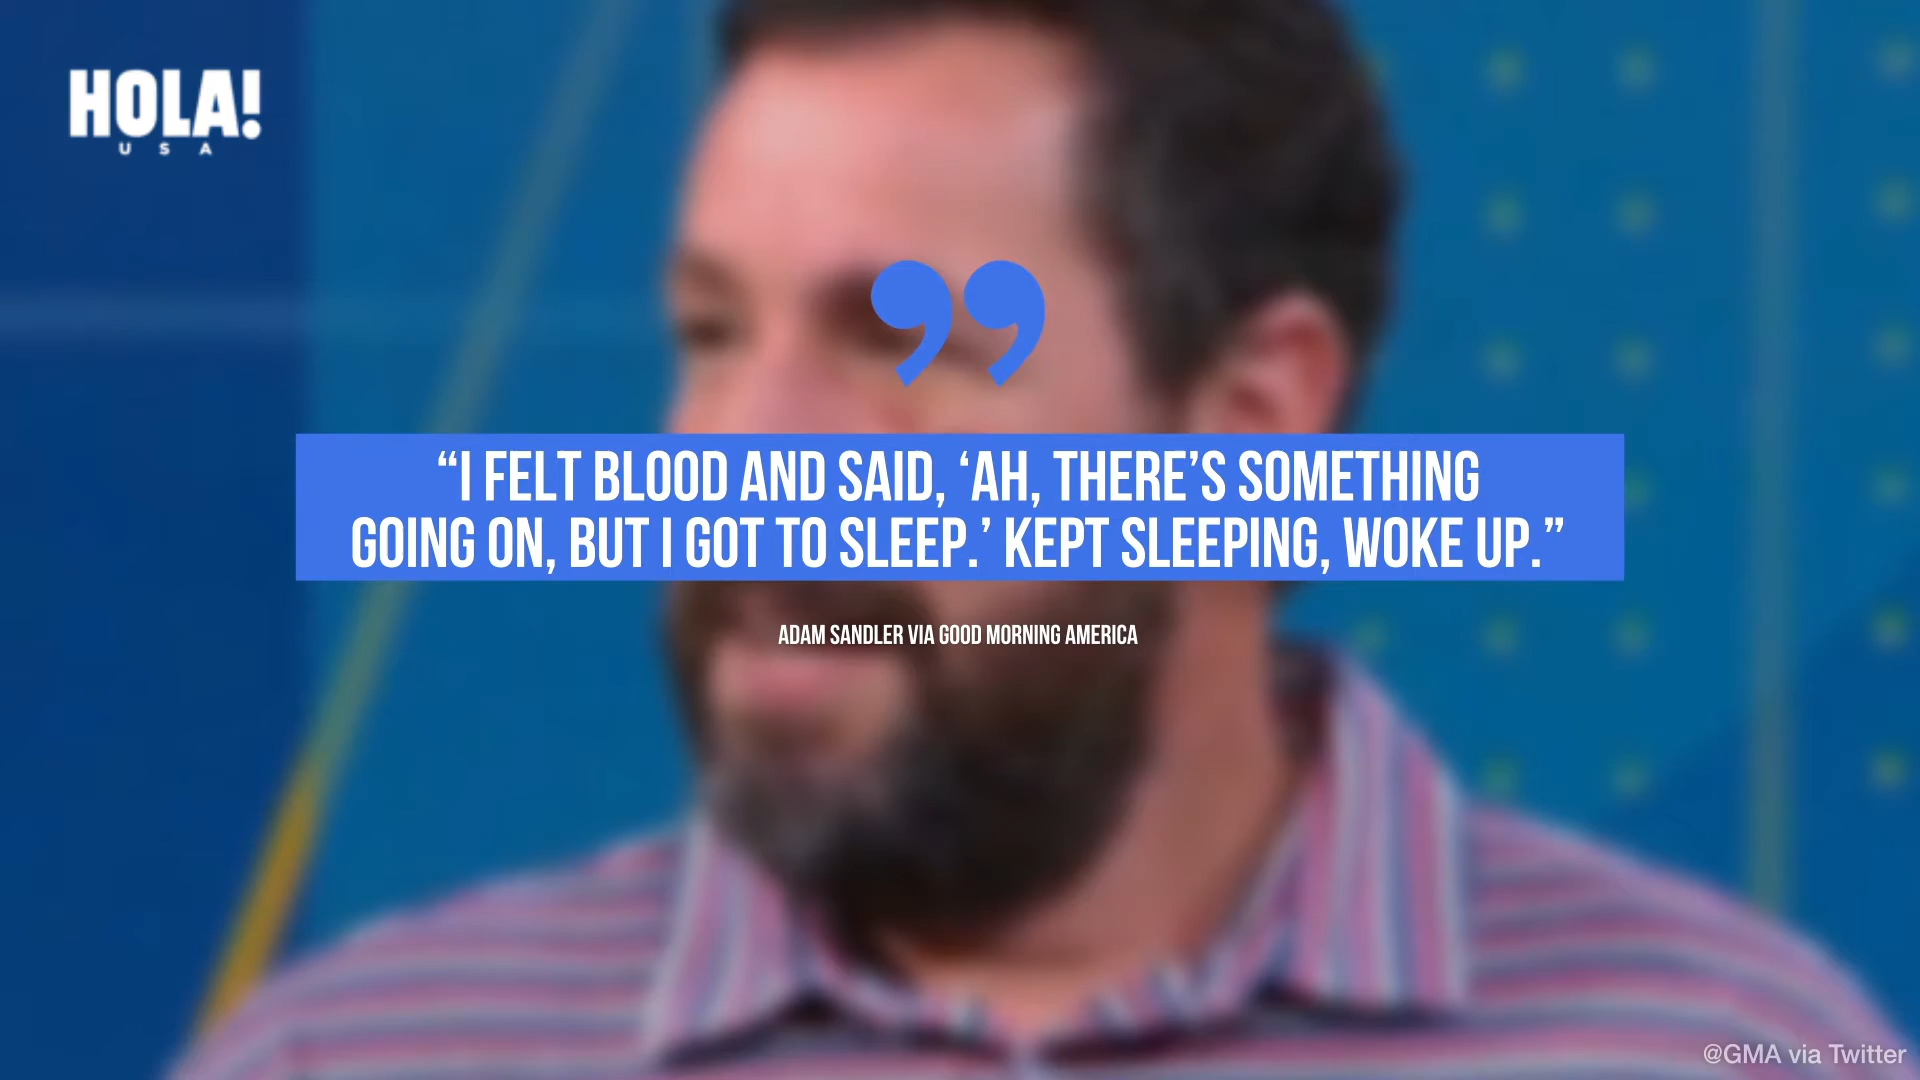 HOLA!
USA
“I FELT BLOOD AND SAID, ‘AH, THERE’S SOMETHING
GOING ON, BUT I GOT TO SLEEP.’ KEPT SLEEPING, WOKE UP.”
ADAM SANDLER VIA GOOD MORNING AMERICA
@GMA via Twitter